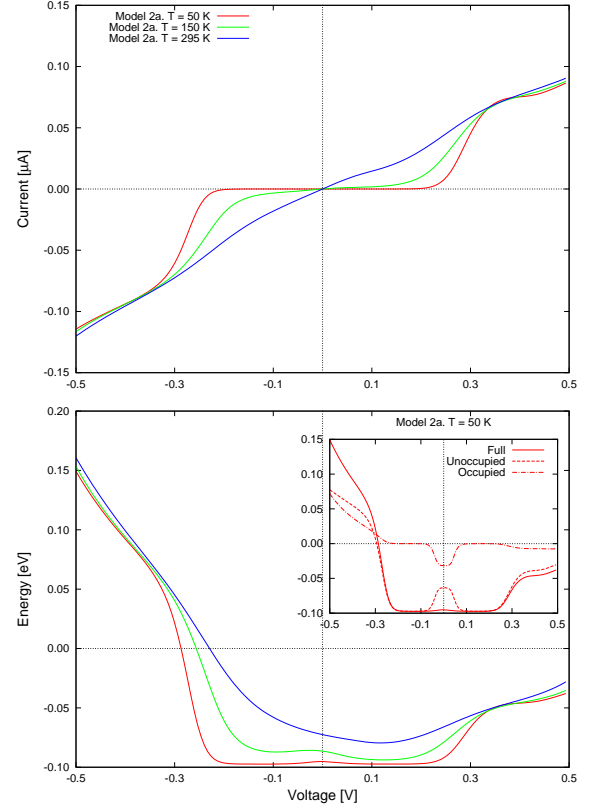 0.15
Model 2a. T = 50 K
Model 2a. T = 150 K
Model 2a. T = 295 K
0.10
0.05
0.00
-0.05
-0.10
-0.15
Current [µA]
-0.5 -0.3 -0.1 0.1 0.3 0.5
0.20
0.15
0.10
0.05
0.00
-0.05
-0.10
Energy [eV]
-0.5 -0.3 -0.1 0.1 0.3 0.5
Voltage [V]
Model 2a. T = 50 K
Full
Unoccupied
Occupied
0.15
0.10
0.05
0.00
-0.05
-0.10
-0.5 -0.3 -0.1 0.1 0.3 0.5